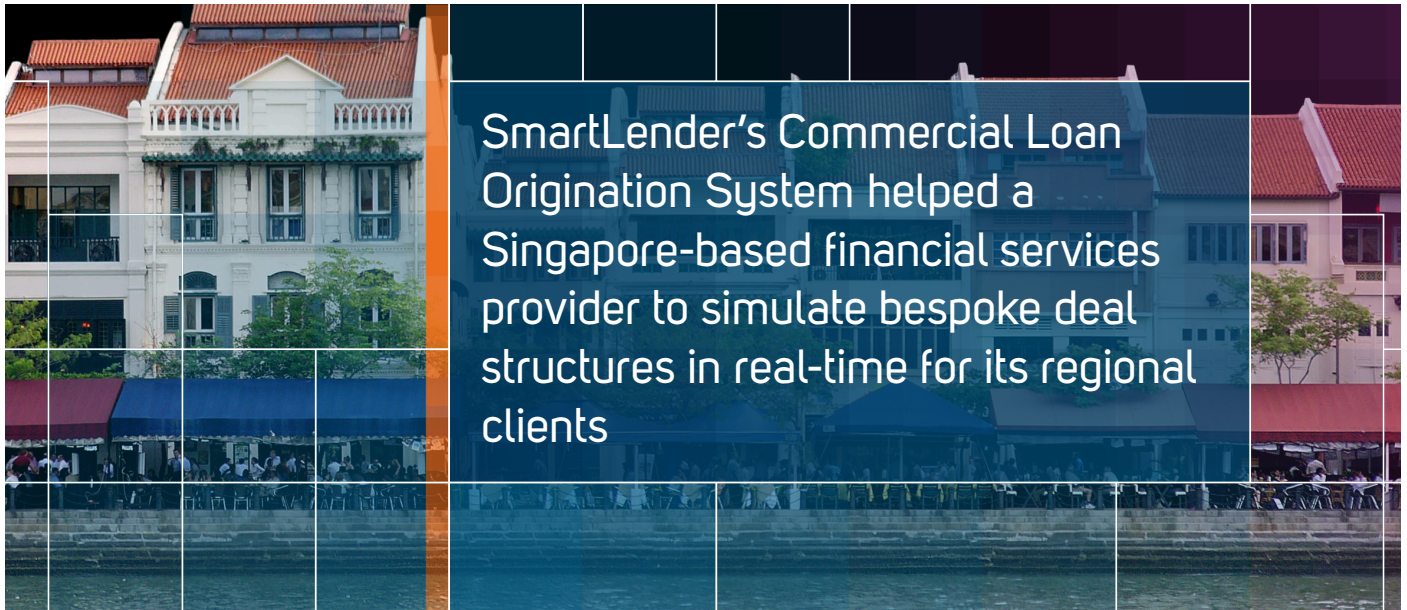 SmartLender’s Commercial Loan
Origination System helped a
Singapore-based financial services
provider to simulate bespoke deal
structures in real-time for its regional
clients